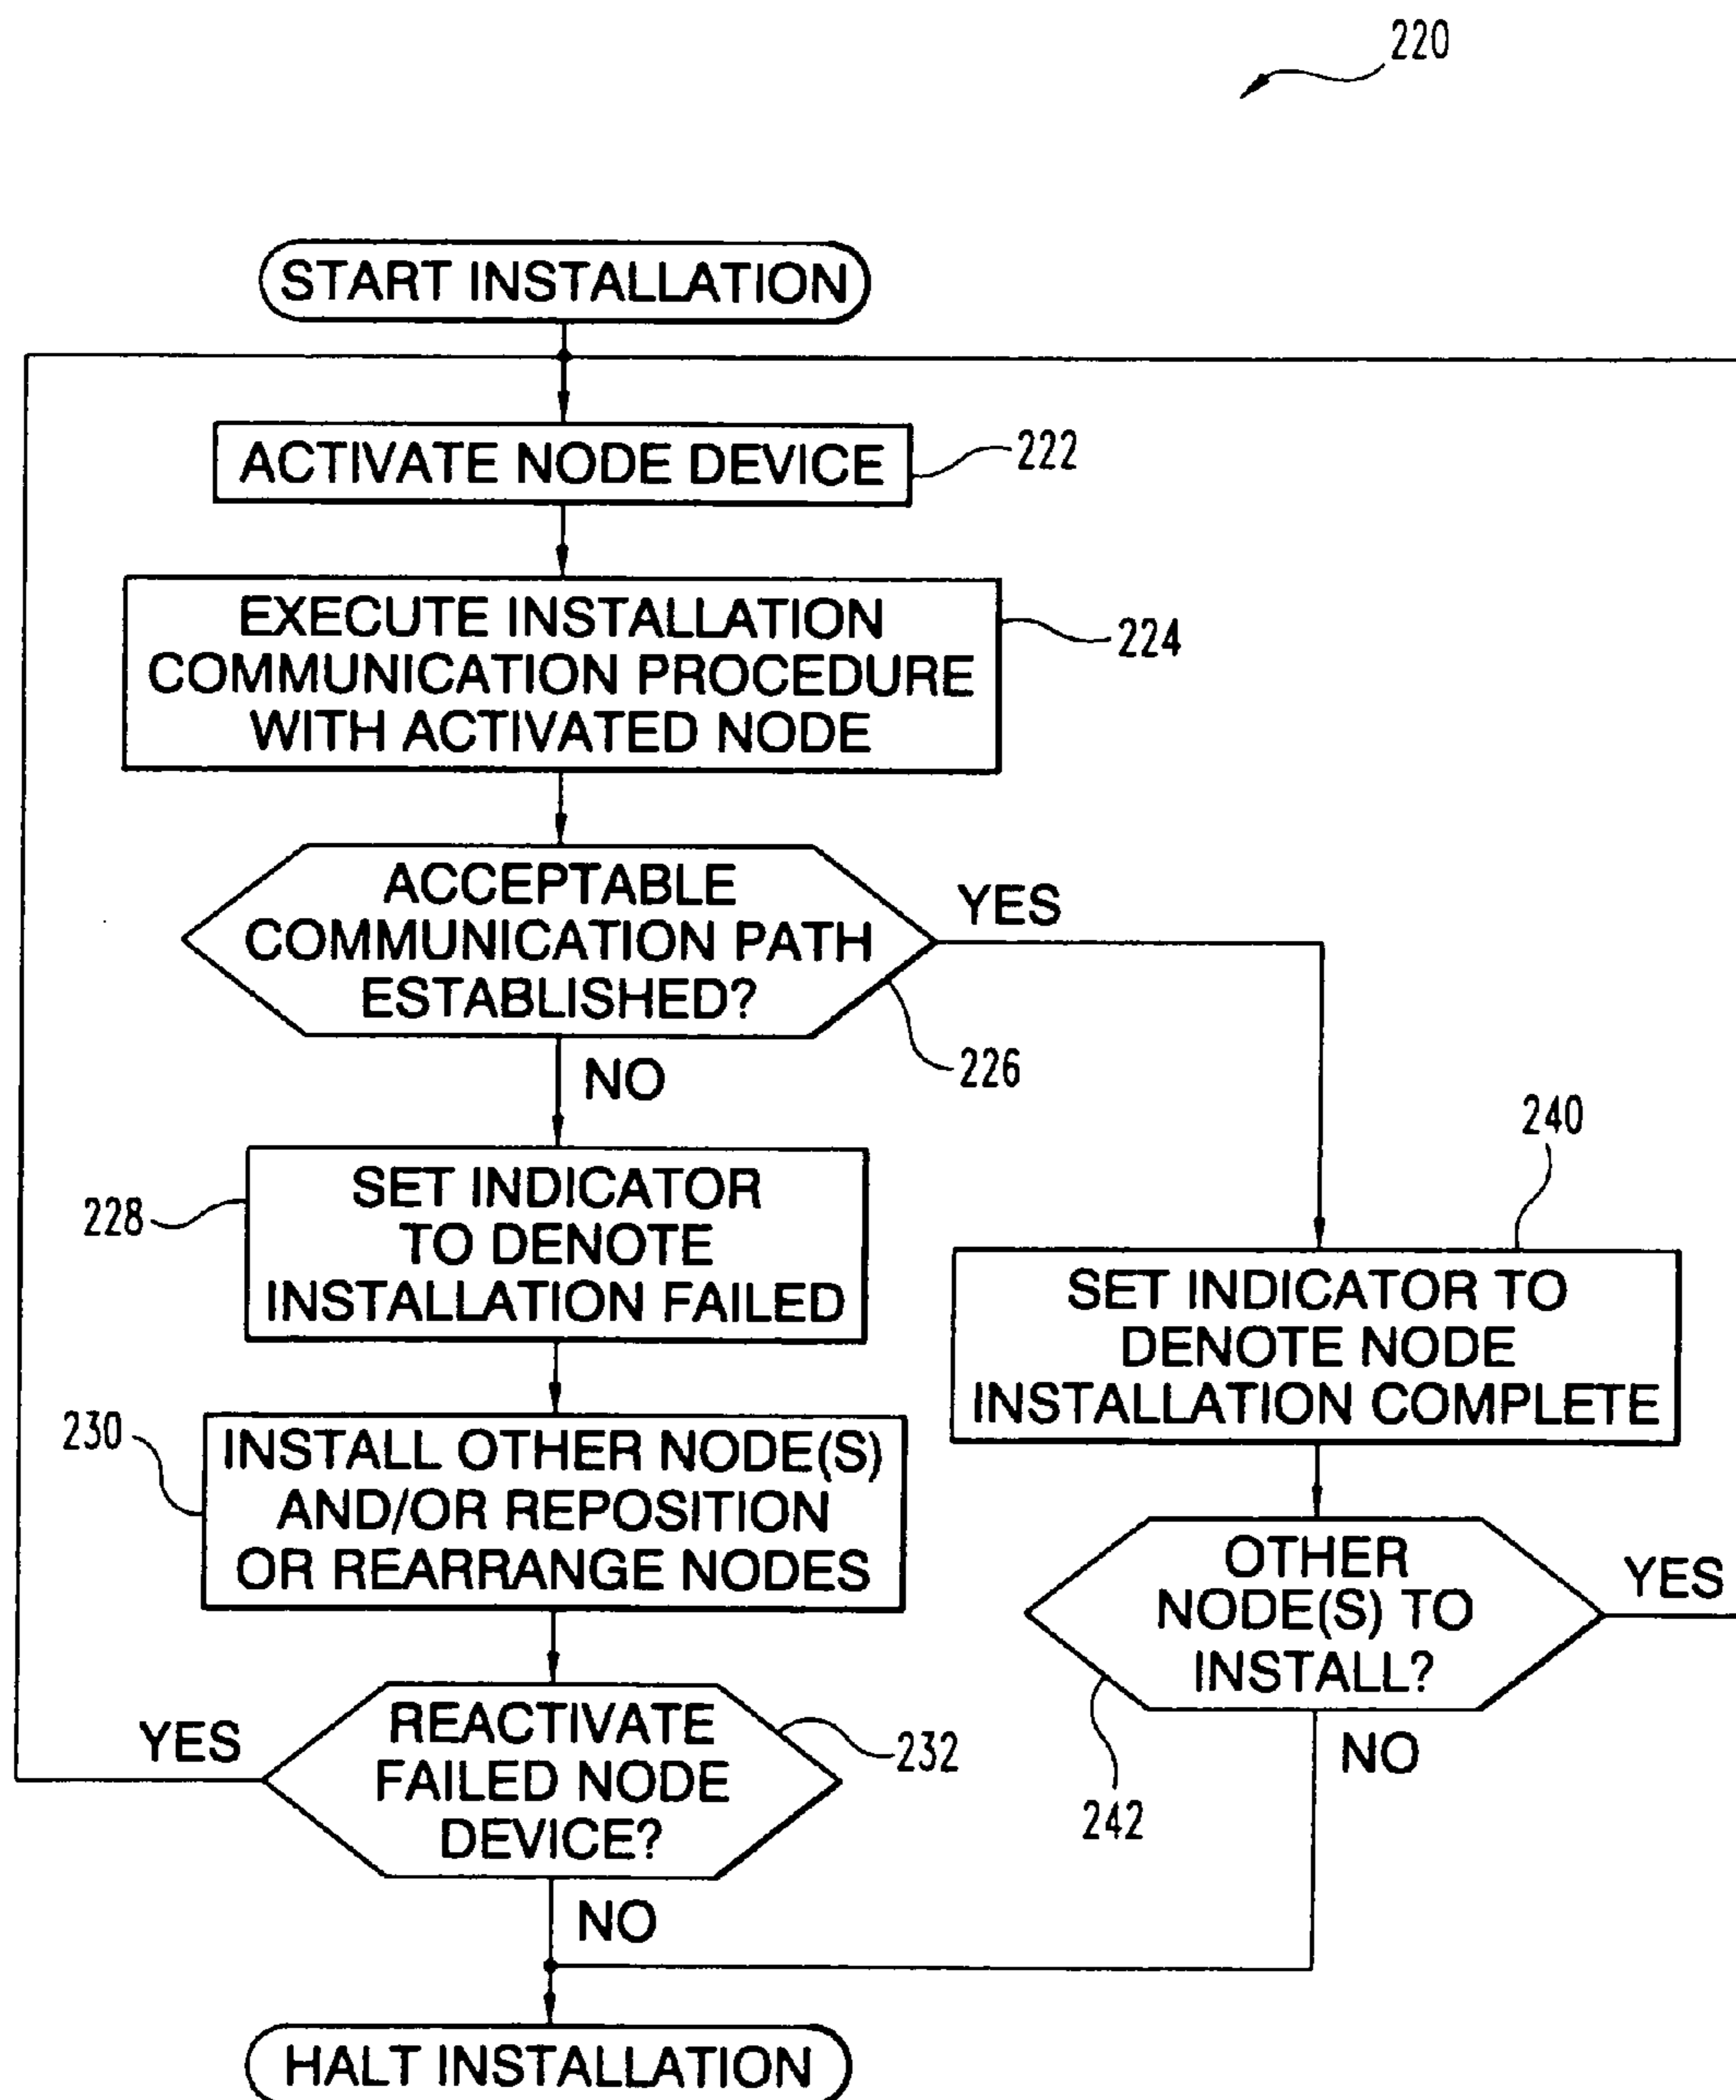 220
START INSTALLATION
ACTIVATE NODE DEVICE
222
EXECUTE INSTALLATION
COMMUNICATION PROCEDURE
WITH ACTIVATED NODE
224
ACCEPTABLE
COMMUNICATION PATH
ESTABLISHED?
YES
226
NO
228
SET INDICATOR
TO DENOTE
INSTALLATION FAILED
240
SET INDICATOR TO
DENOTE NODE
INSTALLATION COMPLETE
230
INSTALL OTHER NODE(S)
AND/OR REPOSITION
OR REARRANGE NODES
OTHER
NODE(S) TO
INSTALL?
YES
242
NO
YES
REACTIVATE
FAILED NODE
DEVICE?
232
NO
HALT INSTALLATION